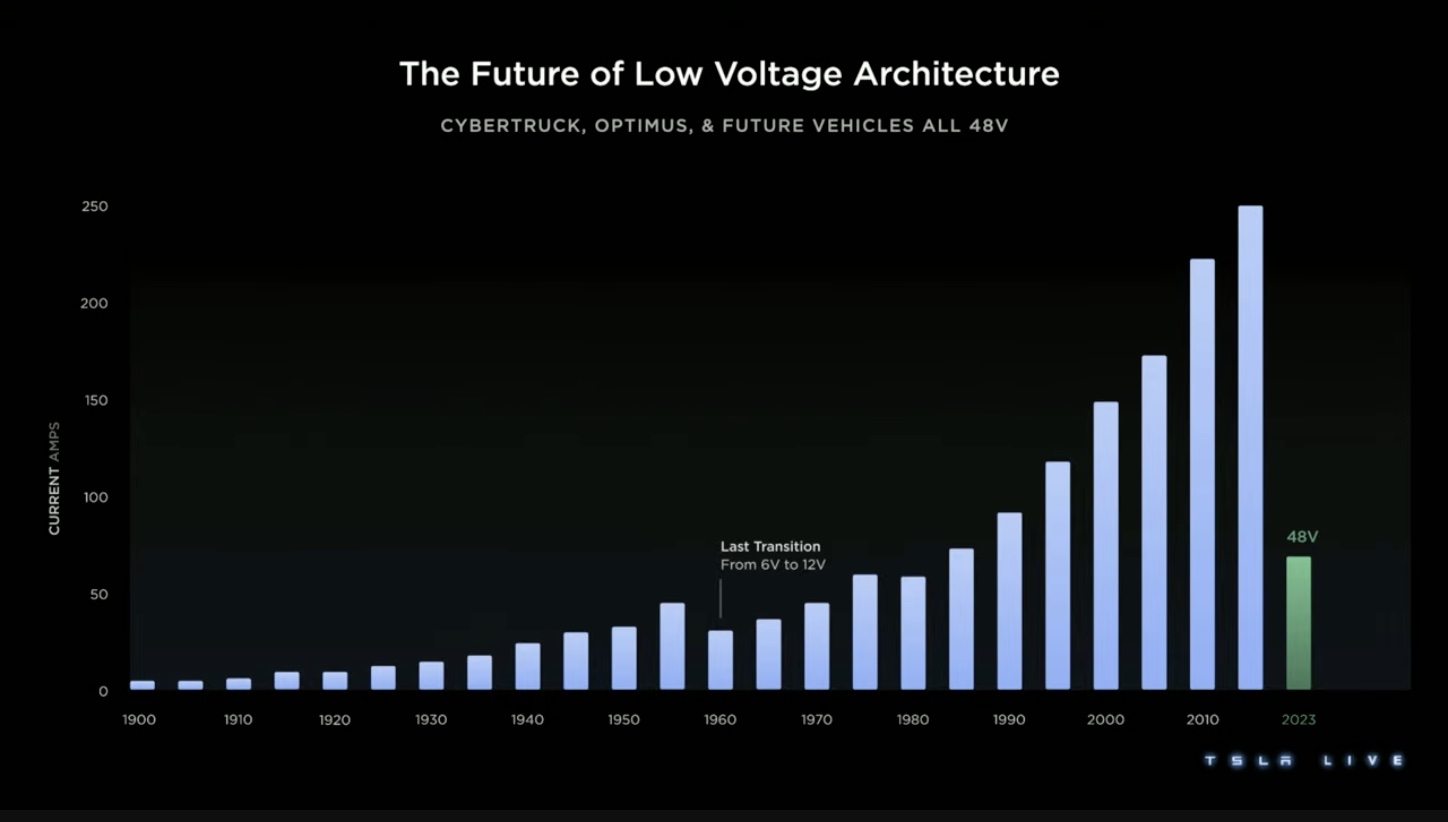 The Future of Low Voltage Architecture
CYBERTRUCK, OPTIMUS, & FUTURE VEHICLES ALL 48V
250
200
150
100
50
0
CURRENT AMPS
Last Transition
From 6V to 12V
48V
1900 1910 1920 1930 1940 1950 1960 1970 1980 1990 2000 2010 2023
TSLA LIVE